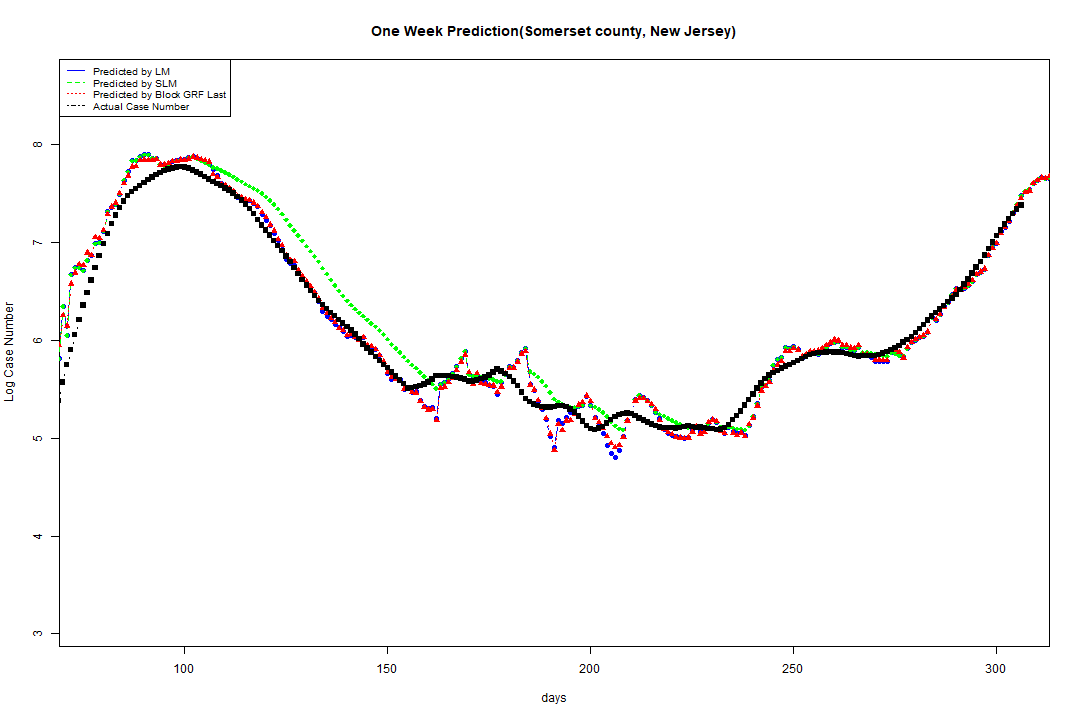 One Week Prediction(Somerset county, New Jersey)
Predicted by LM
Predicted by SLM
Predicted by Block GRF Last
Actual Case Number
Log Case Number
8
7
6
5
4
3
100 150 200 250 300
days